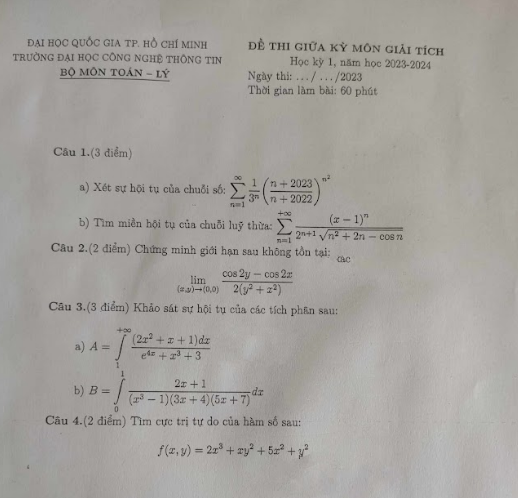 ĐẠI HỌC QUỐC GIA TP. HỒ CHÍ MINH
TRƯỜNG ĐẠI HỌC CÔNG NGHỆ THÔNG TIN
BỘ MÔN TOÁN – LÝ
ĐỀ THI GIỮA KỲ MÔN GIẢI TÍCH
Học kỳ 1, năm học 2023-2024
Ngày thi: .../ .../2023
Thời gian làm bài: 60 phút
Câu 1.(3 điểm)
a) Xét sự hội tụ của chuỗi số: \sum_{n=1}^{\infty} \frac{1}{3^n} \left( \frac{n+2023}{n+2022} \right)^{n^2}
b) Tìm miền hội tụ của chuỗi luỹ thừa: \sum_{n=1}^{+\infty} \frac{(x-1)^n}{2^{n+1}\sqrt{n^2+2n-\cos n}}
Câu 2.(2 điểm) Chứng minh giới hạn sau không tồn tại:
các
\lim_{(x,y)\to(0,0)} \frac{\cos 2y - \cos 2x}{2(y^2+x^2)}
Câu 3.(3 điểm) Khảo sát sự hội tụ của các tích phân sau:
a) A = \int_{1}^{+\infty} \frac{(2x^2+x+1)dx}{e^{4x}+x^3+3}
b) B = \int_{0}^{1} \frac{2x+1}{(x^3-1)(3x+4)(5x+7)} dx
Câu 4.(2 điểm) Tìm cực trị tự do của hàm số sau:
f(x, y) = 2x^3 + xy^2 + 5x^2 + y^2